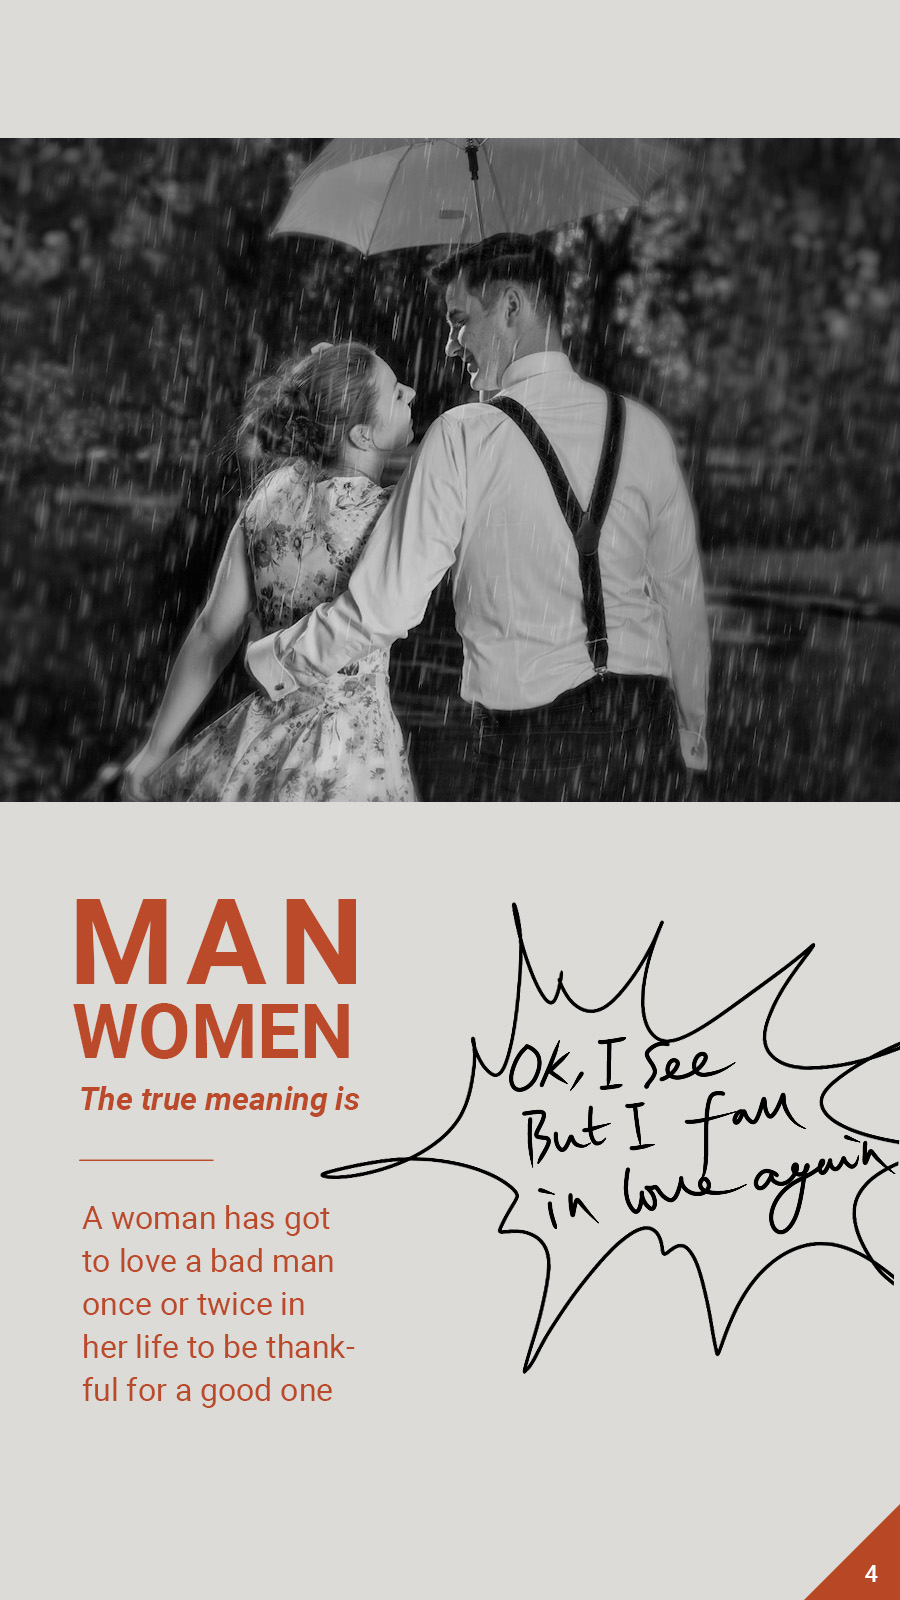 MAN
WOMEN
The true meaning is
A woman has got
to love a bad man
once or twice in
her life to be thank-
ful for a good one
OK, I See
But I fall
in love again
4